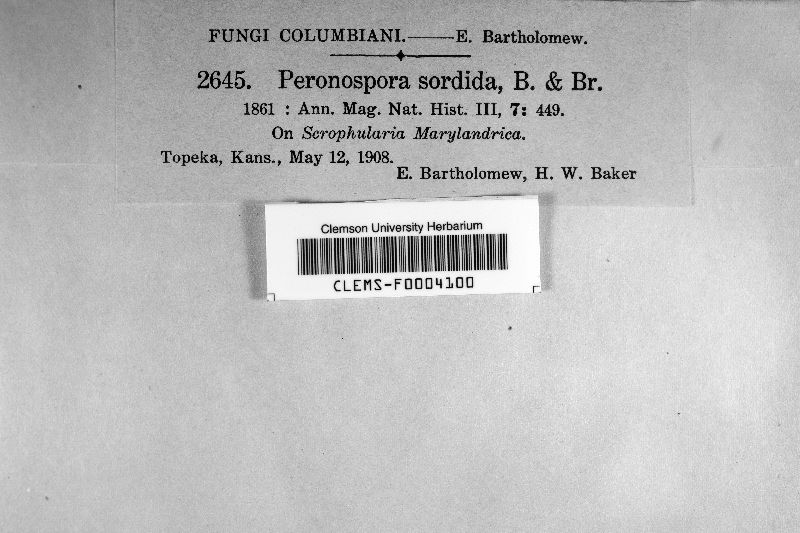 FUNGI COLUMBIANI.——E. Bartholomew.
2645. Peronospora sordida, B. & Br.
1861 : Ann. Mag. Nat. Hist. III, 7: 449.
On Scrophularia Marylandrica.
Topeka, Kans., May 12, 1908.
E. Bartholomew, H. W. Baker
Clemson University Herbarium
CLEMS-F0004100